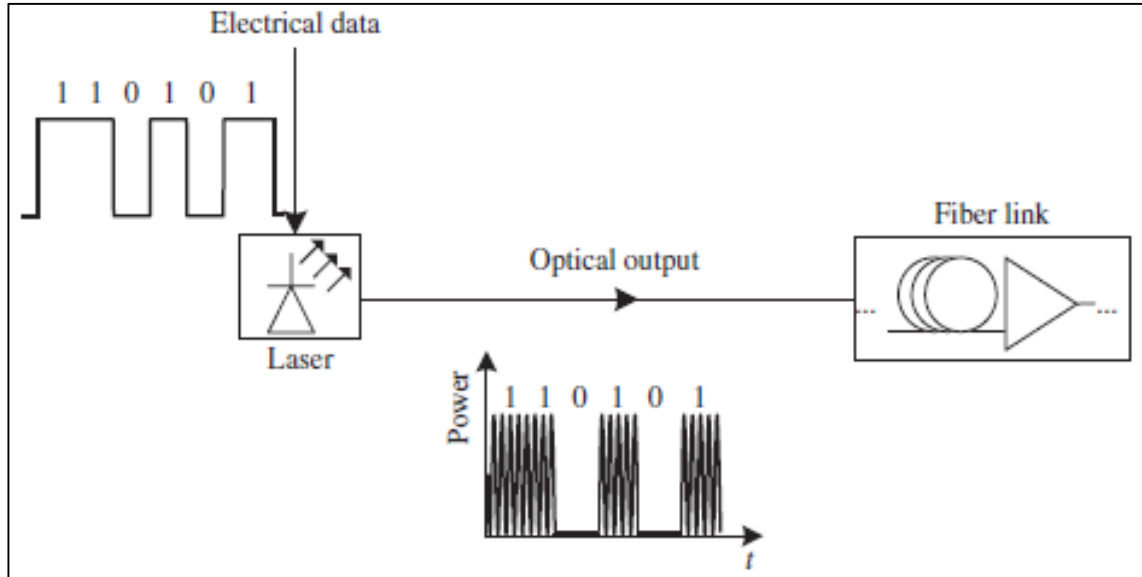 Electrical data
1 1 0 1 0 1
Fiber link
Optical output
Laser
Power
1 1 0 1 0 1
t